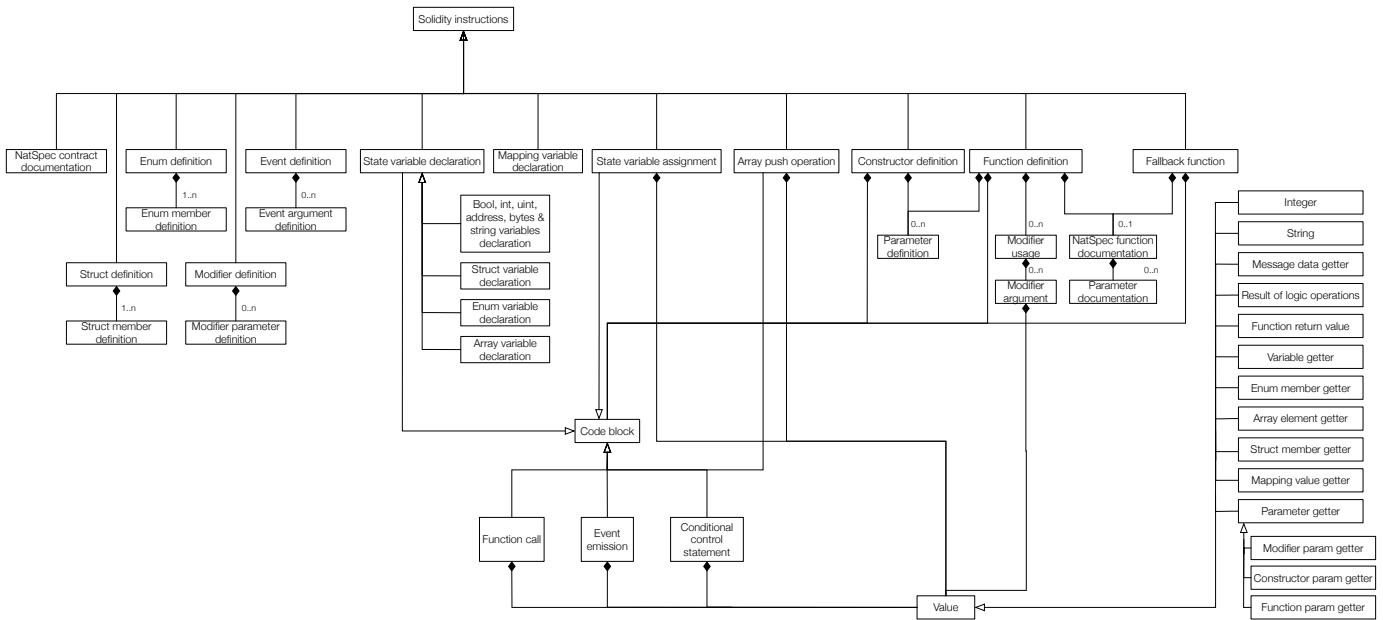 Solidity instructions
NatSpec contract
documentation
Enum definition
Event definition
State variable declaration
Mapping variable
declaration
State variable assignment
Array push operation
Constructor definition
Function definition
Fallback function
1..n
Enum member
definition
0..n
Event argument
definition
Bool, int, uint,
address, bytes &
string variables
declaration
Struct variable
declaration
Enum variable
declaration
Array variable
declaration
Struct definition
1..n
Struct member
definition
Modifier definition
0..n
Modifier parameter
definition
0..n
Parameter
definition
0..n
Modifier
usage
0..n
Modifier
argument
0..1
NatSpec function
documentation
0..n
Parameter
documentation
Integer
String
Message data getter
Result of logic operations
Function return value
Variable getter
Enum member getter
Array element getter
Struct member getter
Mapping value getter
Parameter getter
Modifier param getter
Constructor param getter
Function param getter
Code block
Function call
Event
emission
Conditional
control
statement
Value